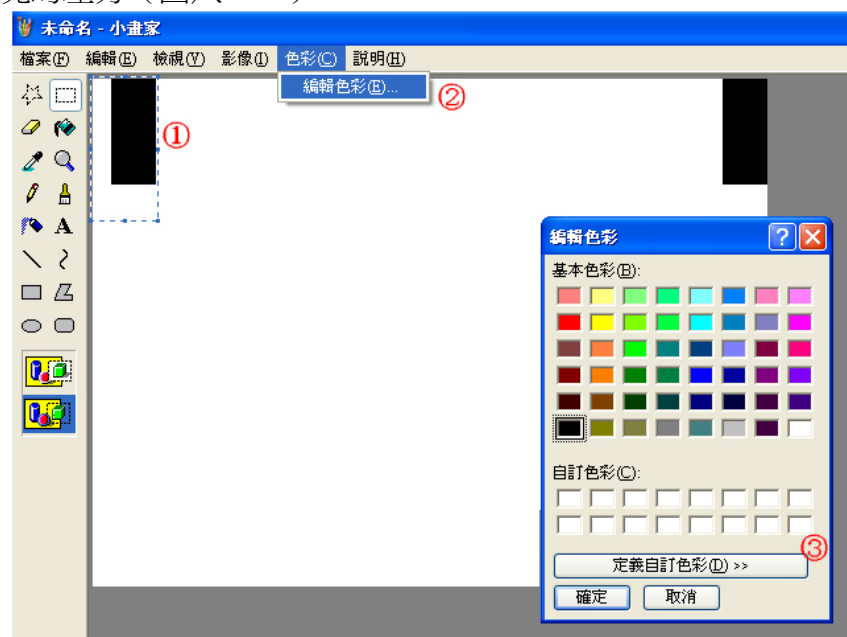 未命名 - 小畫家
檔案(F) 編輯(E) 檢視(V) 影像(I) 色彩(C) 說明(H)
編輯色彩(E)...
②
①
A
編輯色彩
基本色彩(B):
自訂色彩(C):
③
定義自訂色彩(D) >>
確定 取消